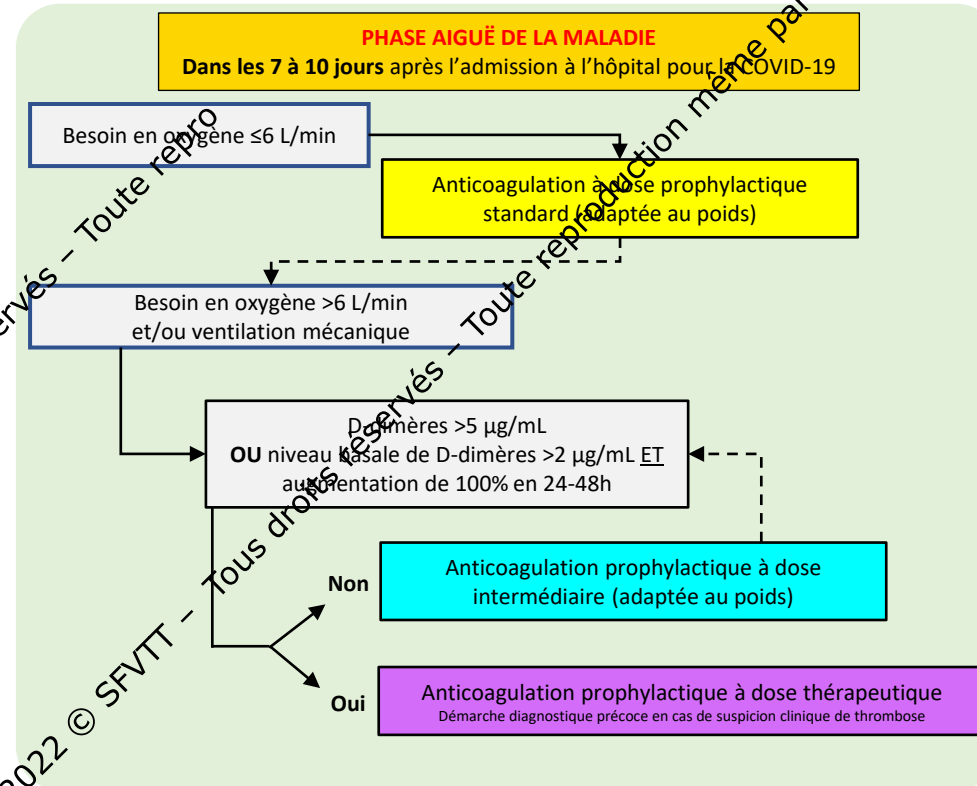 PHASE AIGUË DE LA MALADIE
Dans les 7 à 10 jours après l’admission à l’hôpital pour la COVID-19
Besoin en oxygène ≤6 L/min
Anticoagulation à dose prophylactique
standard (adaptée au poids)
Besoin en oxygène >6 L/min
et/ou ventilation mécanique
D-dimères >5 µg/mL
OU niveau basale de D-dimères >2 µg/mL ET
augmentation de 100% en 24-48h
Non
Anticoagulation prophylactique à dose
intermédiaire (adaptée au poids)
Oui
Anticoagulation prophylactique à dose thérapeutique
Démarche diagnostique précoce en cas de suspicion clinique de thrombose
servés – Toute repro
2022 © SFVTT – Tous droits réservés – Toute reproduction même par